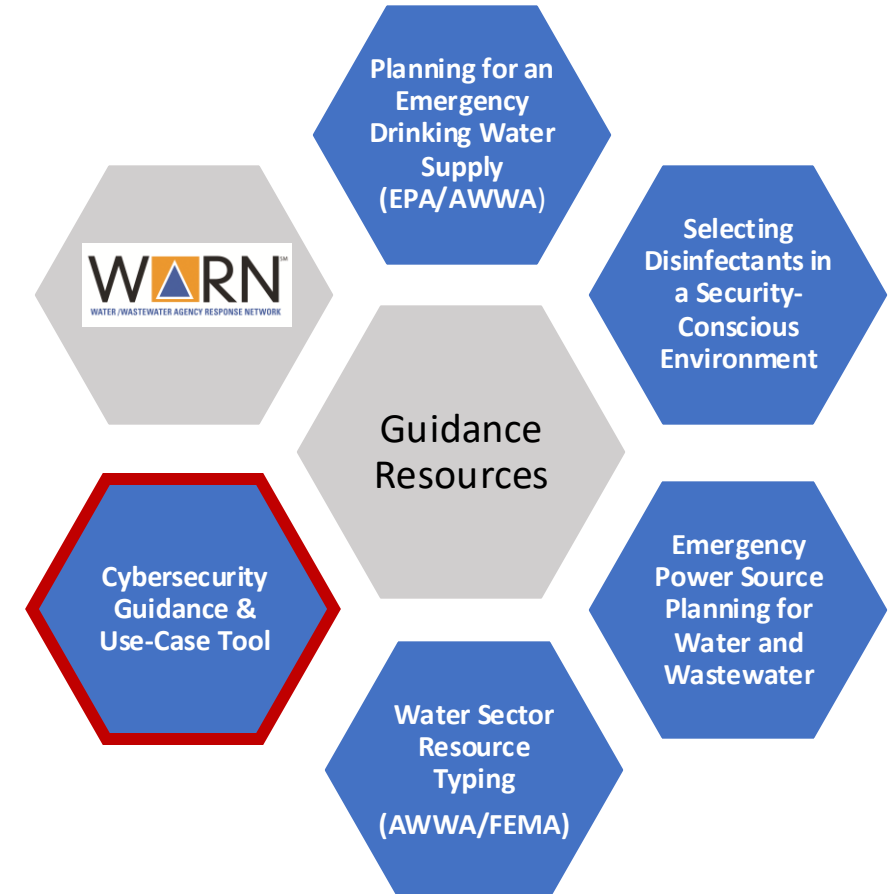 Planning for an
Emergency
Drinking Water
Supply
(EPA/AWWA)
Selecting
Disinfectants in
a Security-
Conscious
Environment
WARN℠
WATER/WASTEWATER AGENCY RESPONSE NETWORK
Guidance
Resources
Cybersecurity
Guidance &
Use-Case Tool
Emergency
Power Source
Planning for
Water and
Wastewater
Water Sector
Resource
Typing
(AWWA/FEMA)